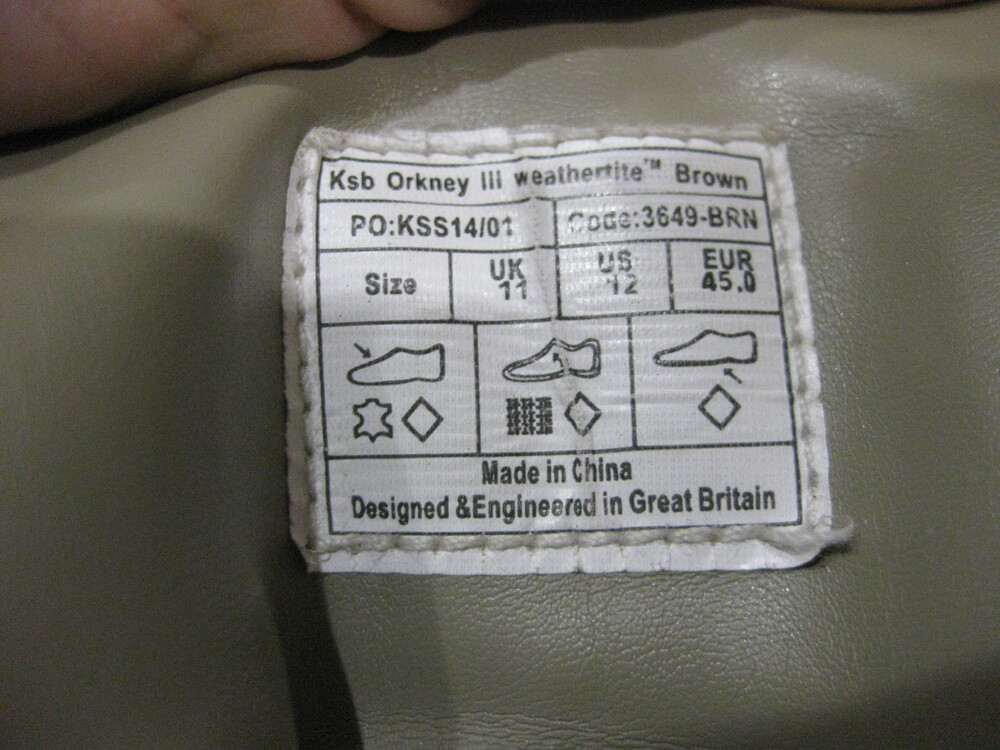 Ksb Orkney III weathertite™ Brown
PO:KSS14/01 Code:3649-BRN
Size UK 11 US 12 EUR 45.0
Made in China
Designed &Engineered in Great Britain